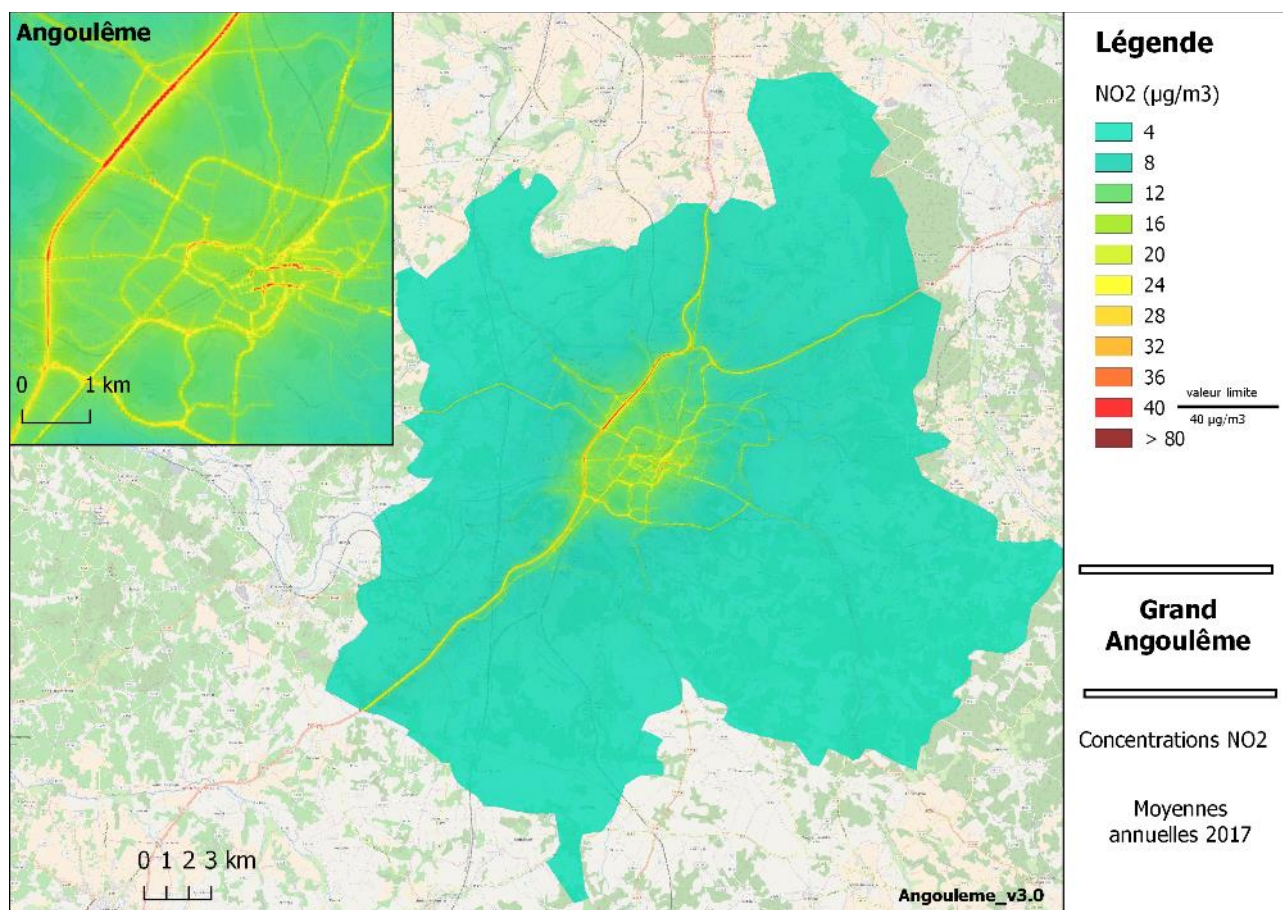 Angoulême
0 1 km
0 1 2 3 km
Angouleme_v3.0
Légende
NO2 (µg/m3)
4
8
12
16
20
24
28
32
36
40
valeur limite
40 µg/m3
> 80
Grand
Angoulême
Concentrations NO2
Moyennes
annuelles 2017